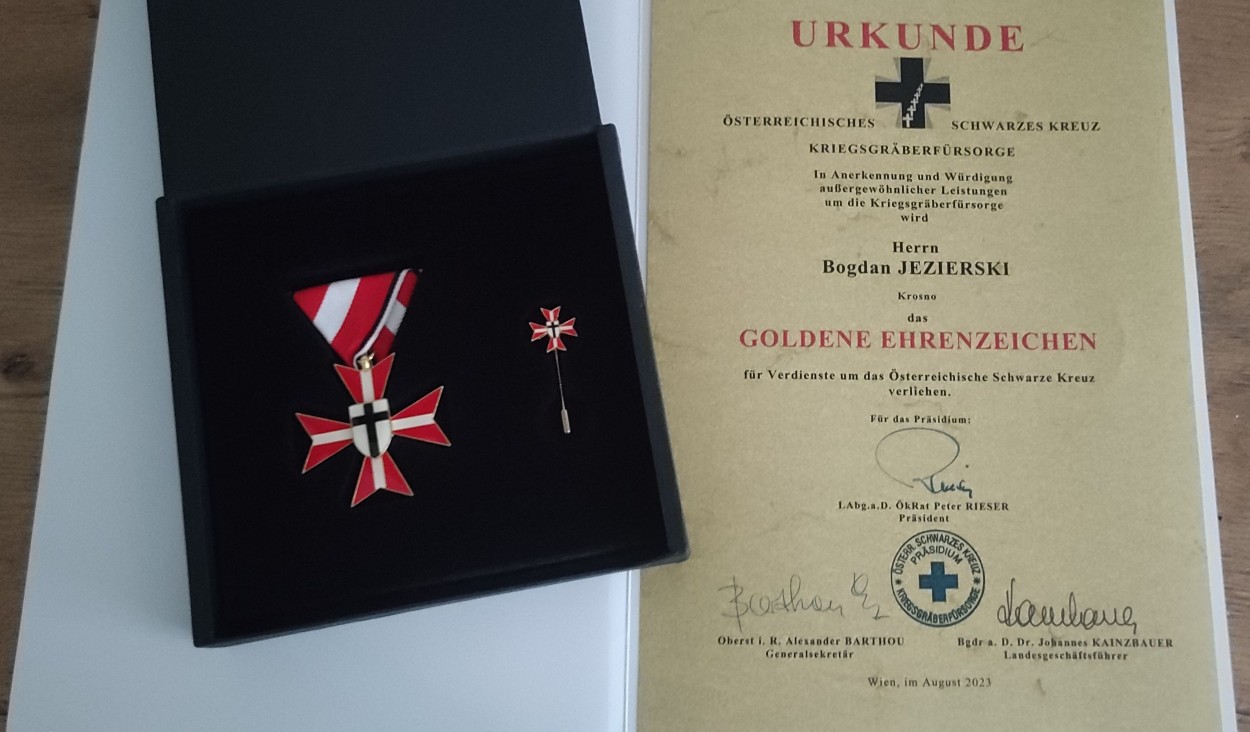 URKUNDE
ÖSTERREICHISCHES SCHWARZES KREUZ
KRIEGSGRÄBERFÜRSORGE
In Anerkennung und Würdigung
außergewöhnlicher Leistungen
um die Kriegsgräberfürsorge
wird
Herrn
Bogdan JEZIERSKI
Krosno
das
GOLDENE EHRENZEICHEN
für Verdienste um das Österreichische Schwarze Kreuz
verliehen.
Für das Präsidium:
LAbg.a.D. ÖkRat Peter RIESER
Präsident
ÖSTERR. SCHWARZES KREUZ
PRÄSIDIUM
KRIEGSGRÄBERFÜRSORGE
Oberst i. R. Alexander BARTHOU
Generalsekretär
Bgdr a. D. Dr. Johannes KAINZBAUER
Landesgeschäftsführer
Wien, im August 2023